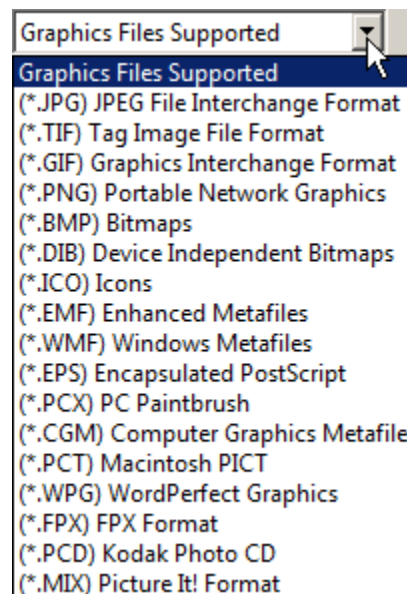 Graphics Files Supported
Graphics Files Supported
(*.JPG) JPEG File Interchange Format
(*.TIF) Tag Image File Format
(*.GIF) Graphics Interchange Format
(*.PNG) Portable Network Graphics
(*.BMP) Bitmaps
(*.DIB) Device Independent Bitmaps
(*.ICO) Icons
(*.EMF) Enhanced Metafiles
(*.WMF) Windows Metafiles
(*.EPS) Encapsulated PostScript
(*.PCX) PC Paintbrush
(*.CGM) Computer Graphics Metafile
(*.PCT) Macintosh PICT
(*.WPG) WordPerfect Graphics
(*.FPX) FPX Format
(*.PCD) Kodak Photo CD
(*.MIX) Picture It! Format